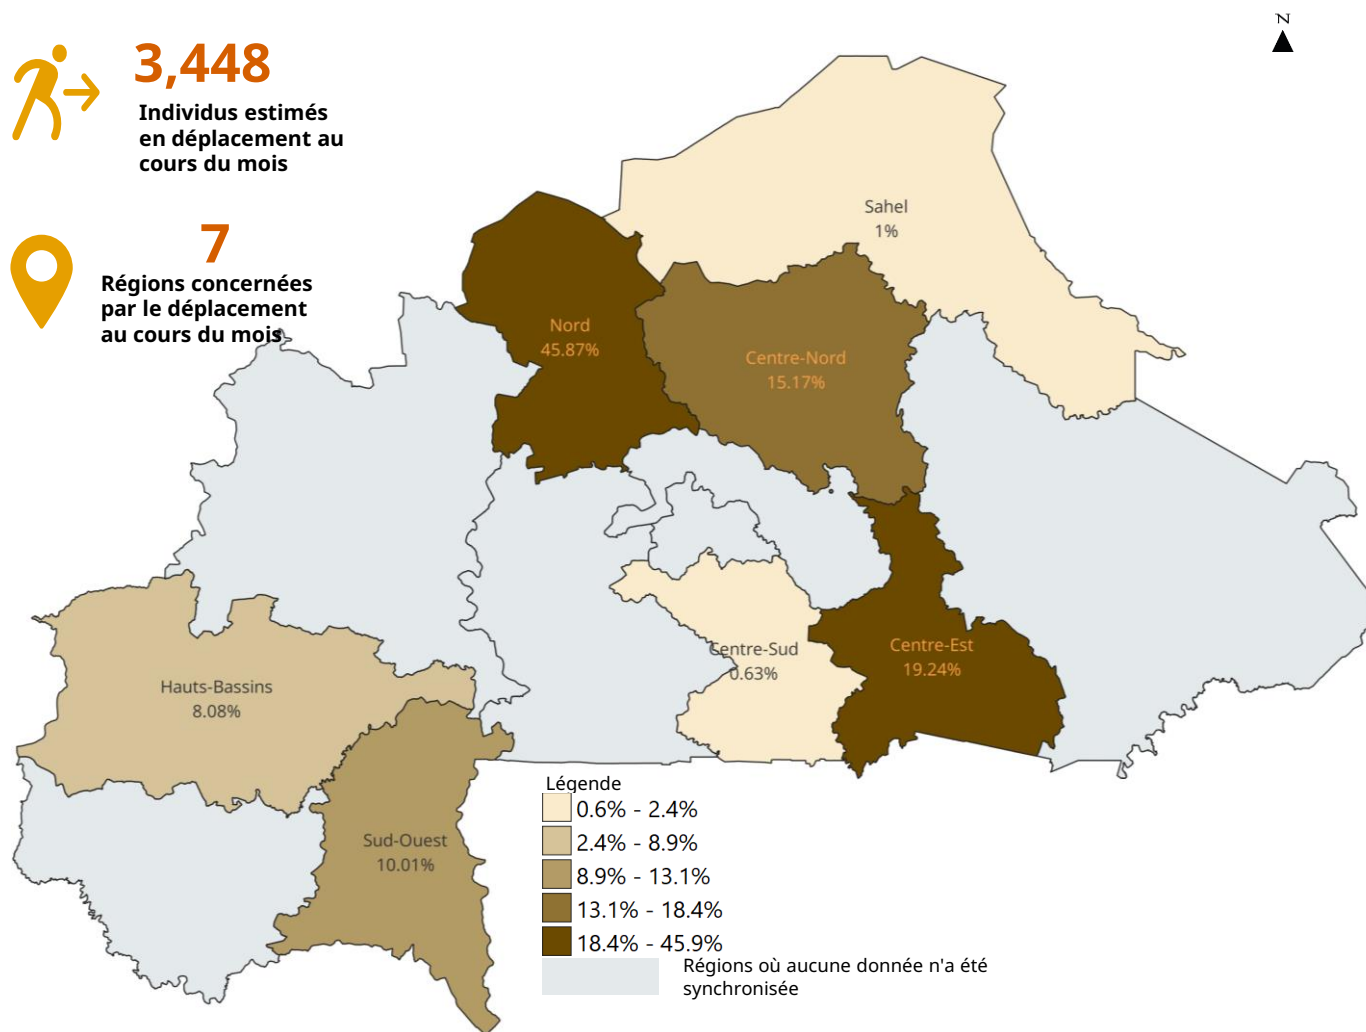 N
3,448
Individus estimés
en déplacement au
cours du mois
7
Régions concernées
par le déplacement
au cours du mois
Sahel
1%
Nord
45.87%
Centre-Nord
15.17%
Centre-Sud
0.63%
Centre-Est
19.24%
Hauts-Bassins
8.08%
Sud-Ouest
10.01%
Légende
0.6% - 2.4%
2.4% - 8.9%
8.9% - 13.1%
13.1% - 18.4%
18.4% - 45.9%
Régions où aucune donnée n'a été
synchronisée